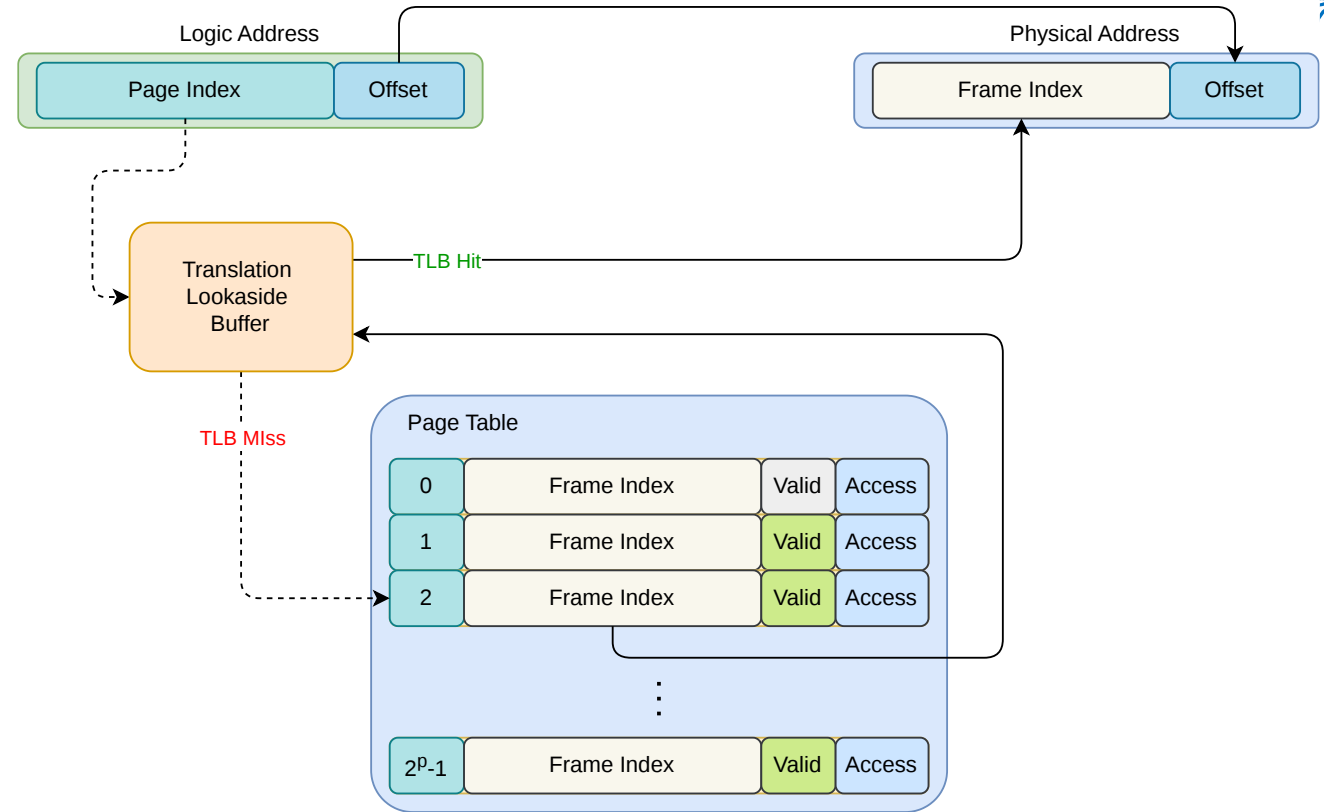 Logic Address
Physical Address
Page Index
Offset
Frame Index
Offset
Translation
Lookaside
Buffer
TLB Hit
TLB MIss
Page Table
0
Frame Index
Valid
Access
1
Frame Index
Valid
Access
2
Frame Index
Valid
Access
⋮
2ᵖ-1
Frame Index
Valid
Access